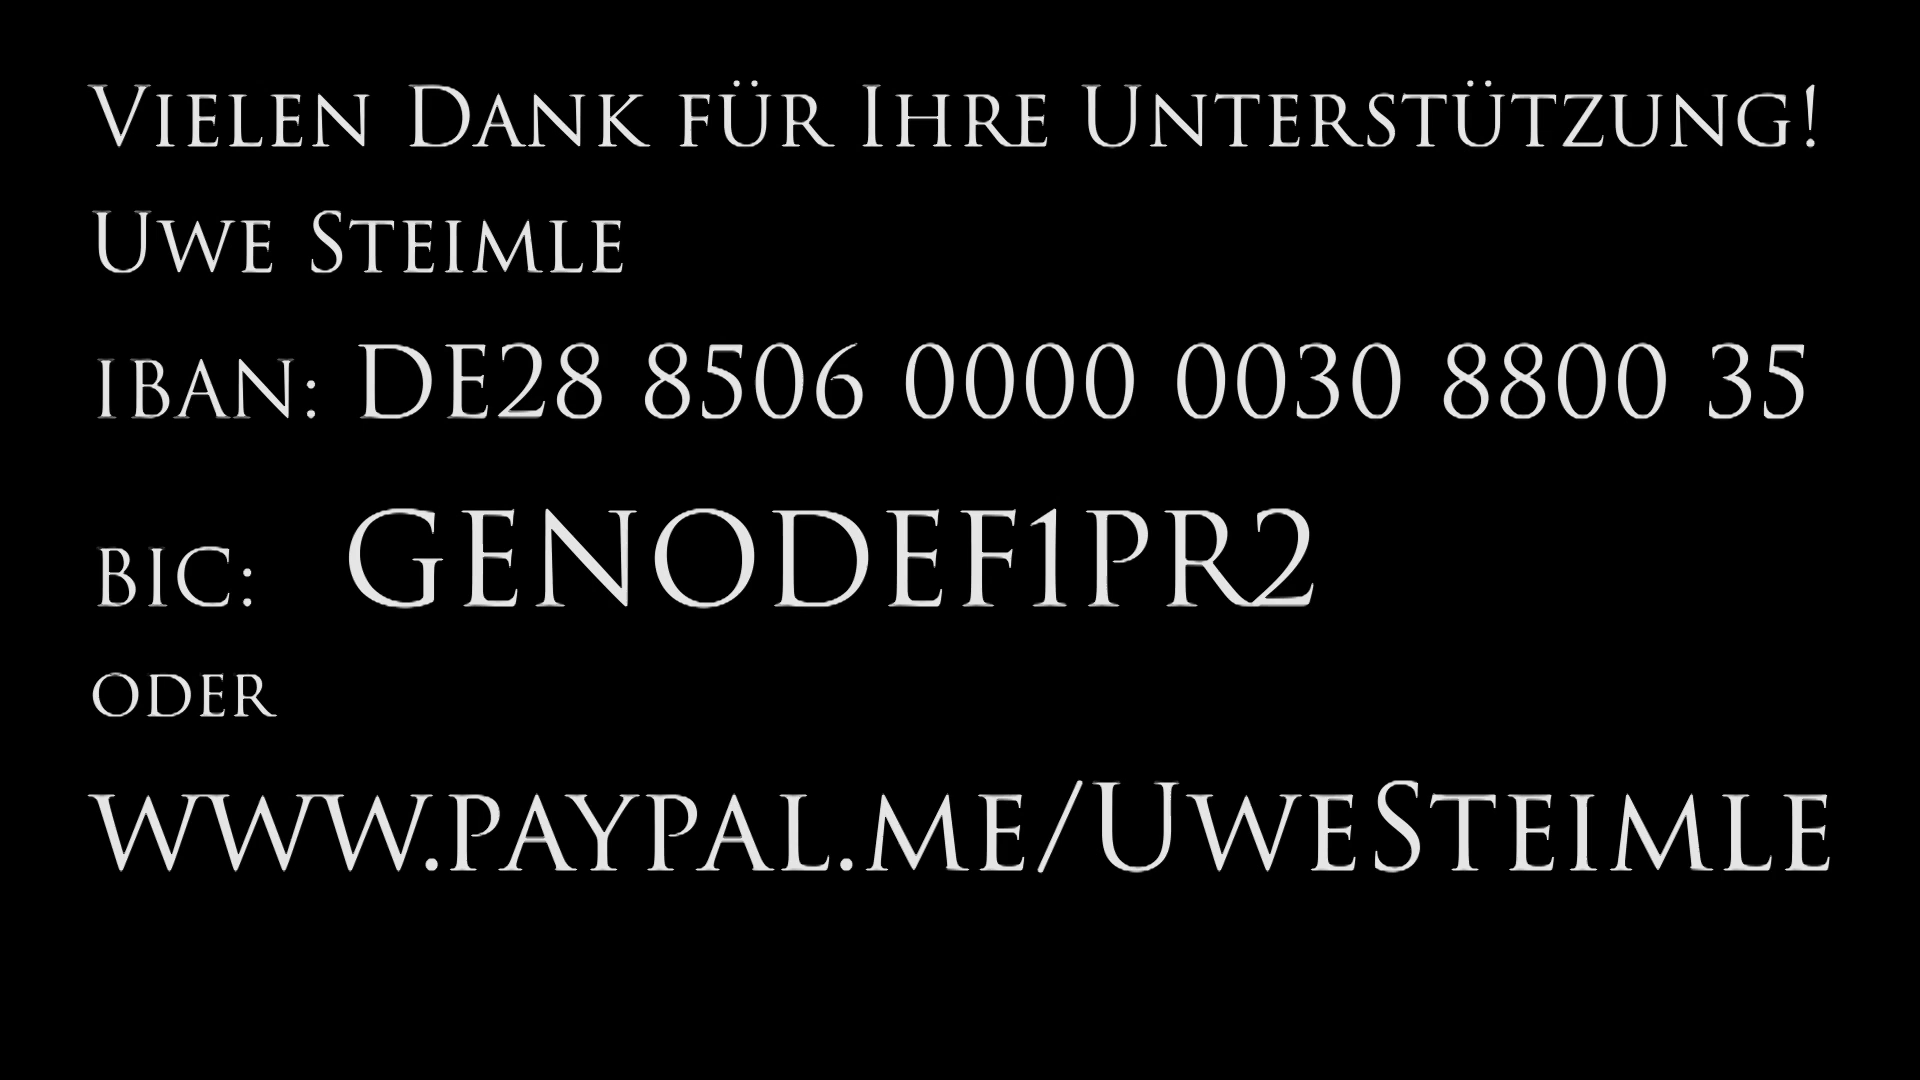 Vielen Dank für Ihre Unterstützung!
Uwe Steimle
IBAN: DE28 8506 0000 0030 8800 35
BIC: GENODEF1PR2
oder
www.paypal.me/UweSteimle